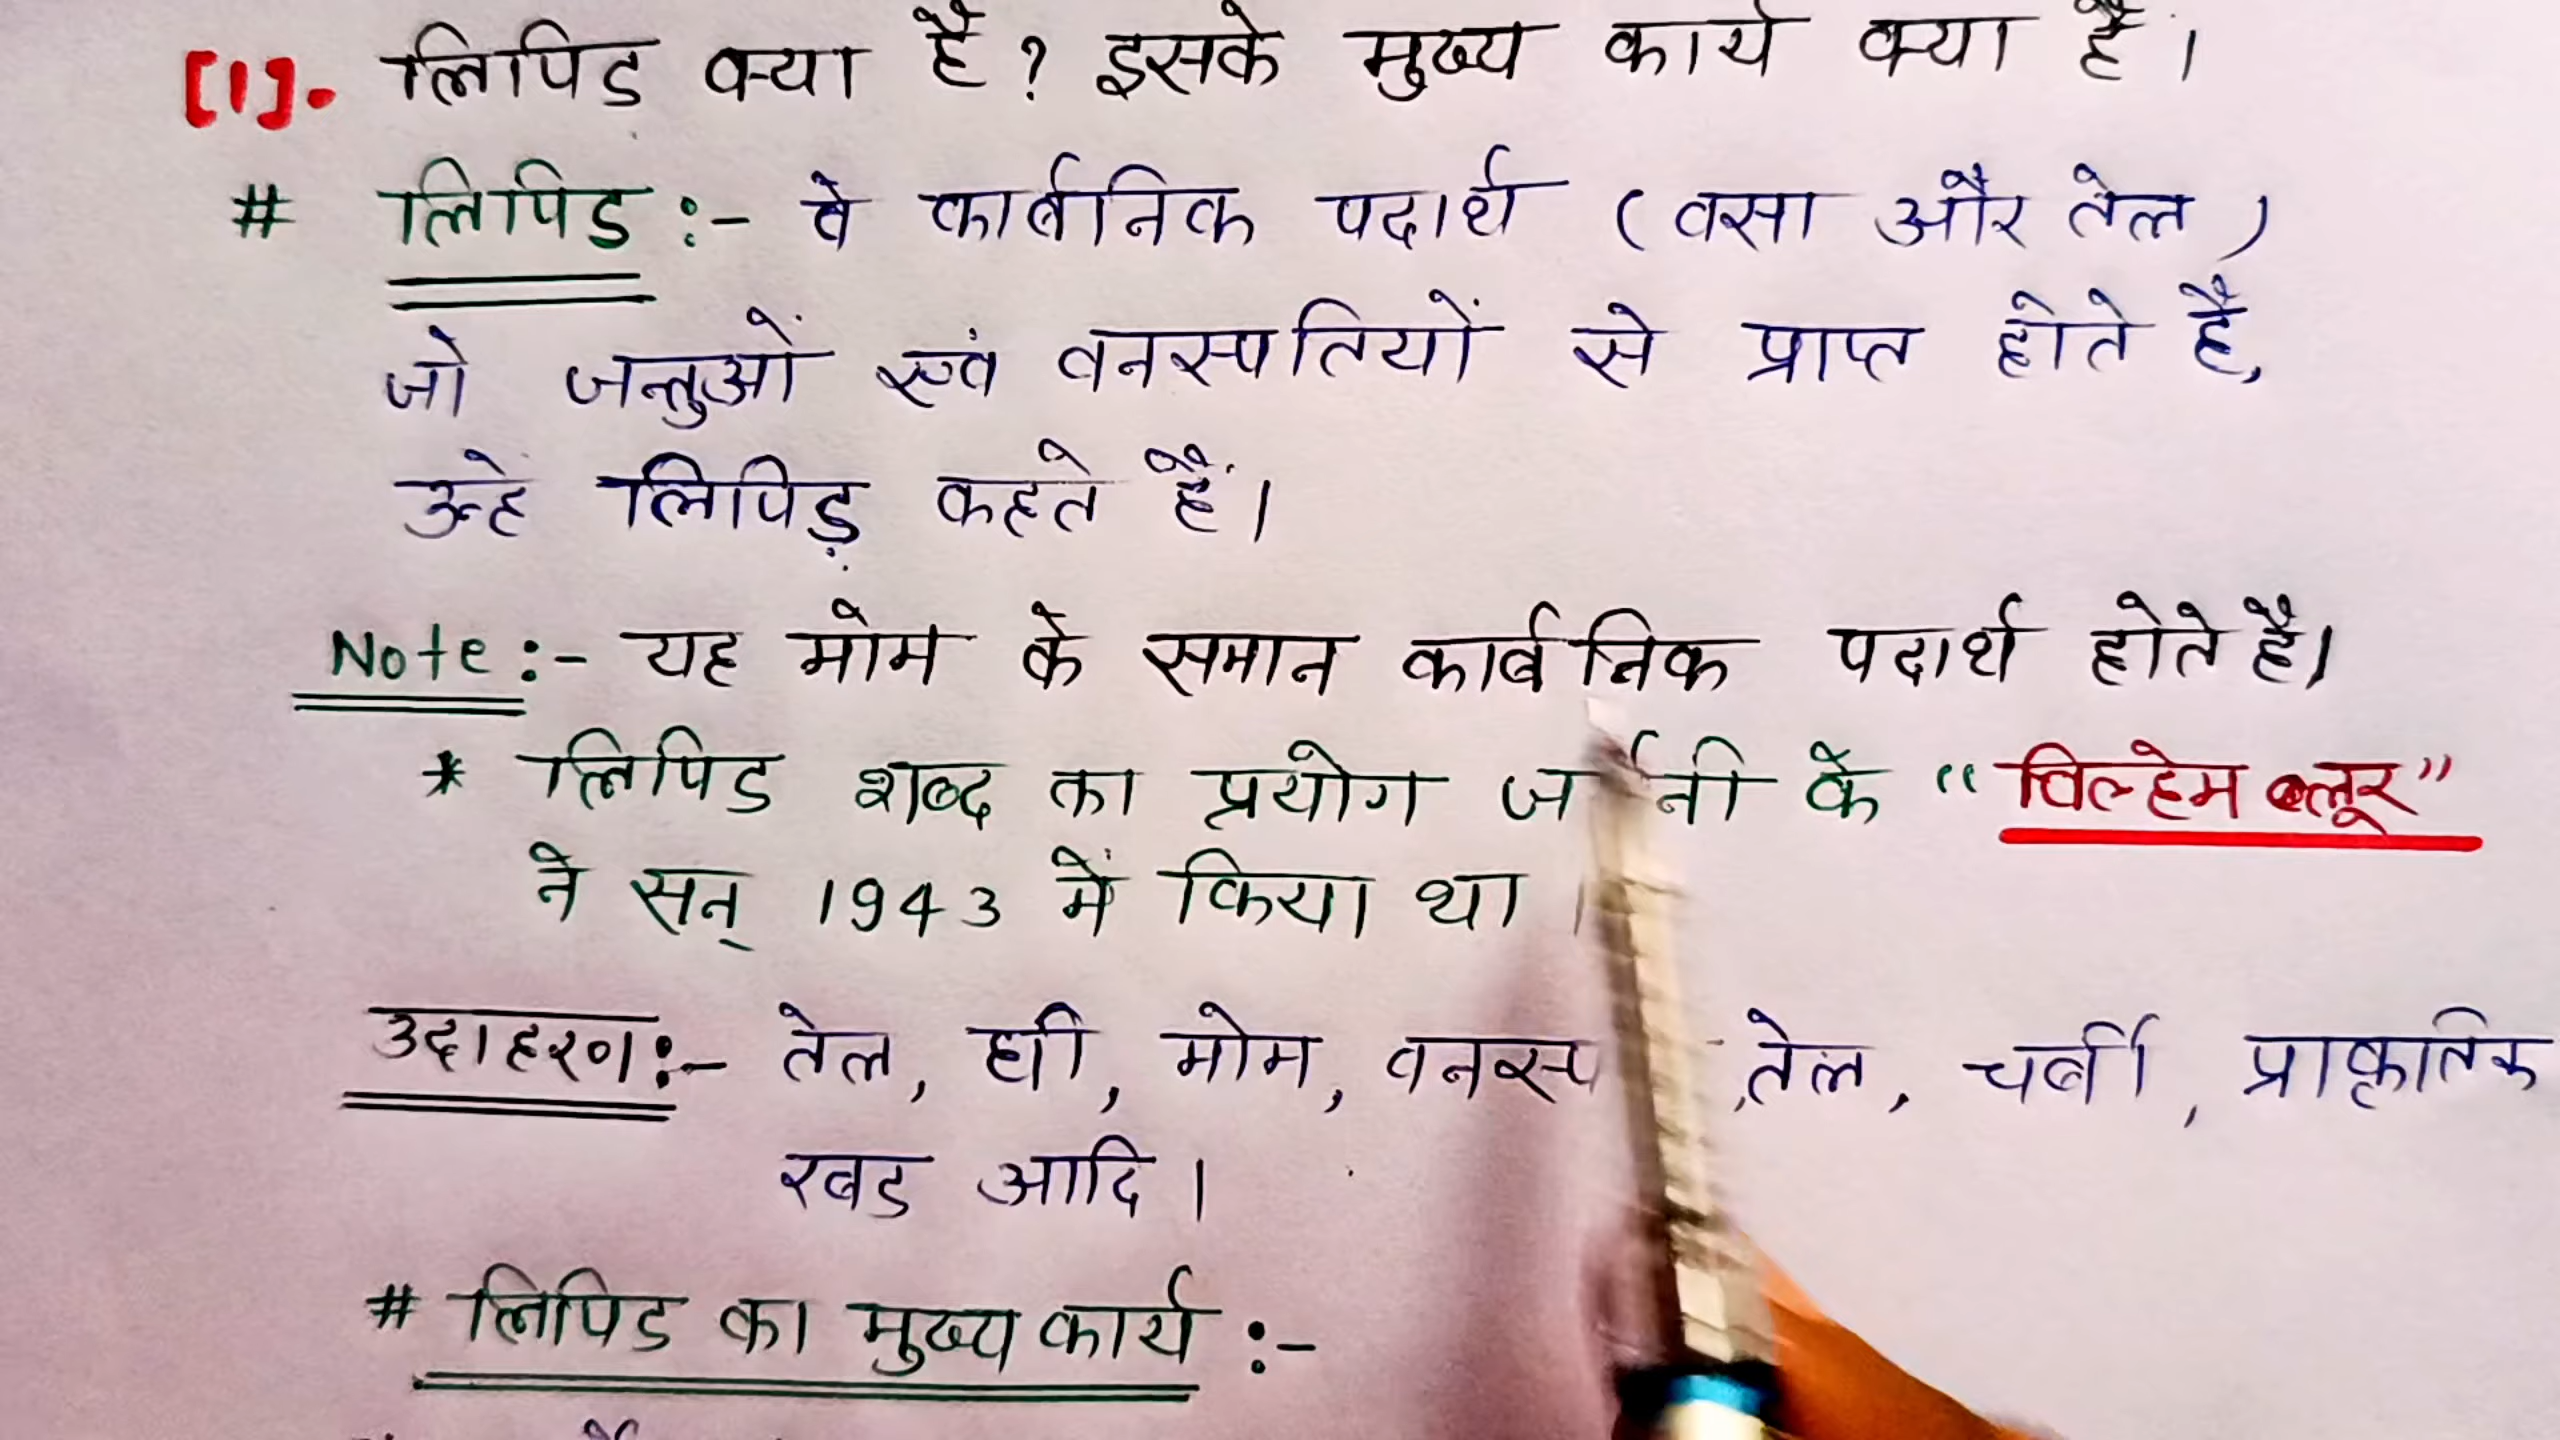 [1]. लिपिड क्या है? इसके मुख्य कार्य क्या है।
# लिपिड :- वे कार्बनिक पदार्थ (वसा और तेल)
जो जन्तुओं एवं वनस्पतियों से प्राप्त होते है,
उन्हे लिपिड़ कहते हैं।
Note :- यह मोम के समान कार्बनिक पदार्थ होते है।
* लिपिड शब्द का प्रयोग के "विल्हेम ब्लूर"
ने सन् 1943 में किया था।
उदाहरण :- तेल, घी, मोम, तेल, चर्बी, प्राकृतिक
रबड आदि।
# लिपिड का मुख्य कार्य :-